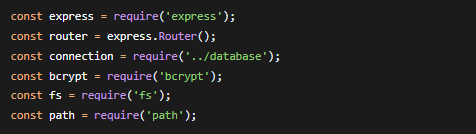 const express = require('express');
const router = express.Router();
const connection = require('../database');
const bcrypt = require('bcrypt');
const fs = require('fs');
const path = require('path');